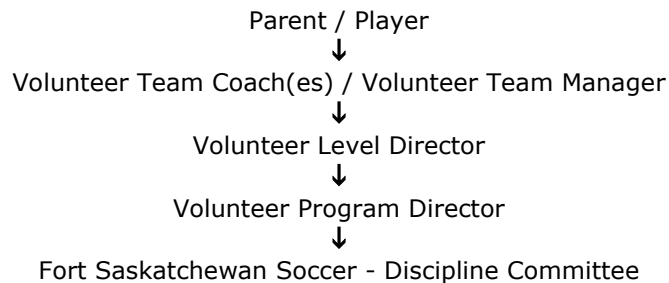 Parent / Player
↓
Volunteer Team Coach(es) / Volunteer Team Manager
↓
Volunteer Level Director
↓
Volunteer Program Director
↓
Fort Saskatchewan Soccer - Discipline Committee